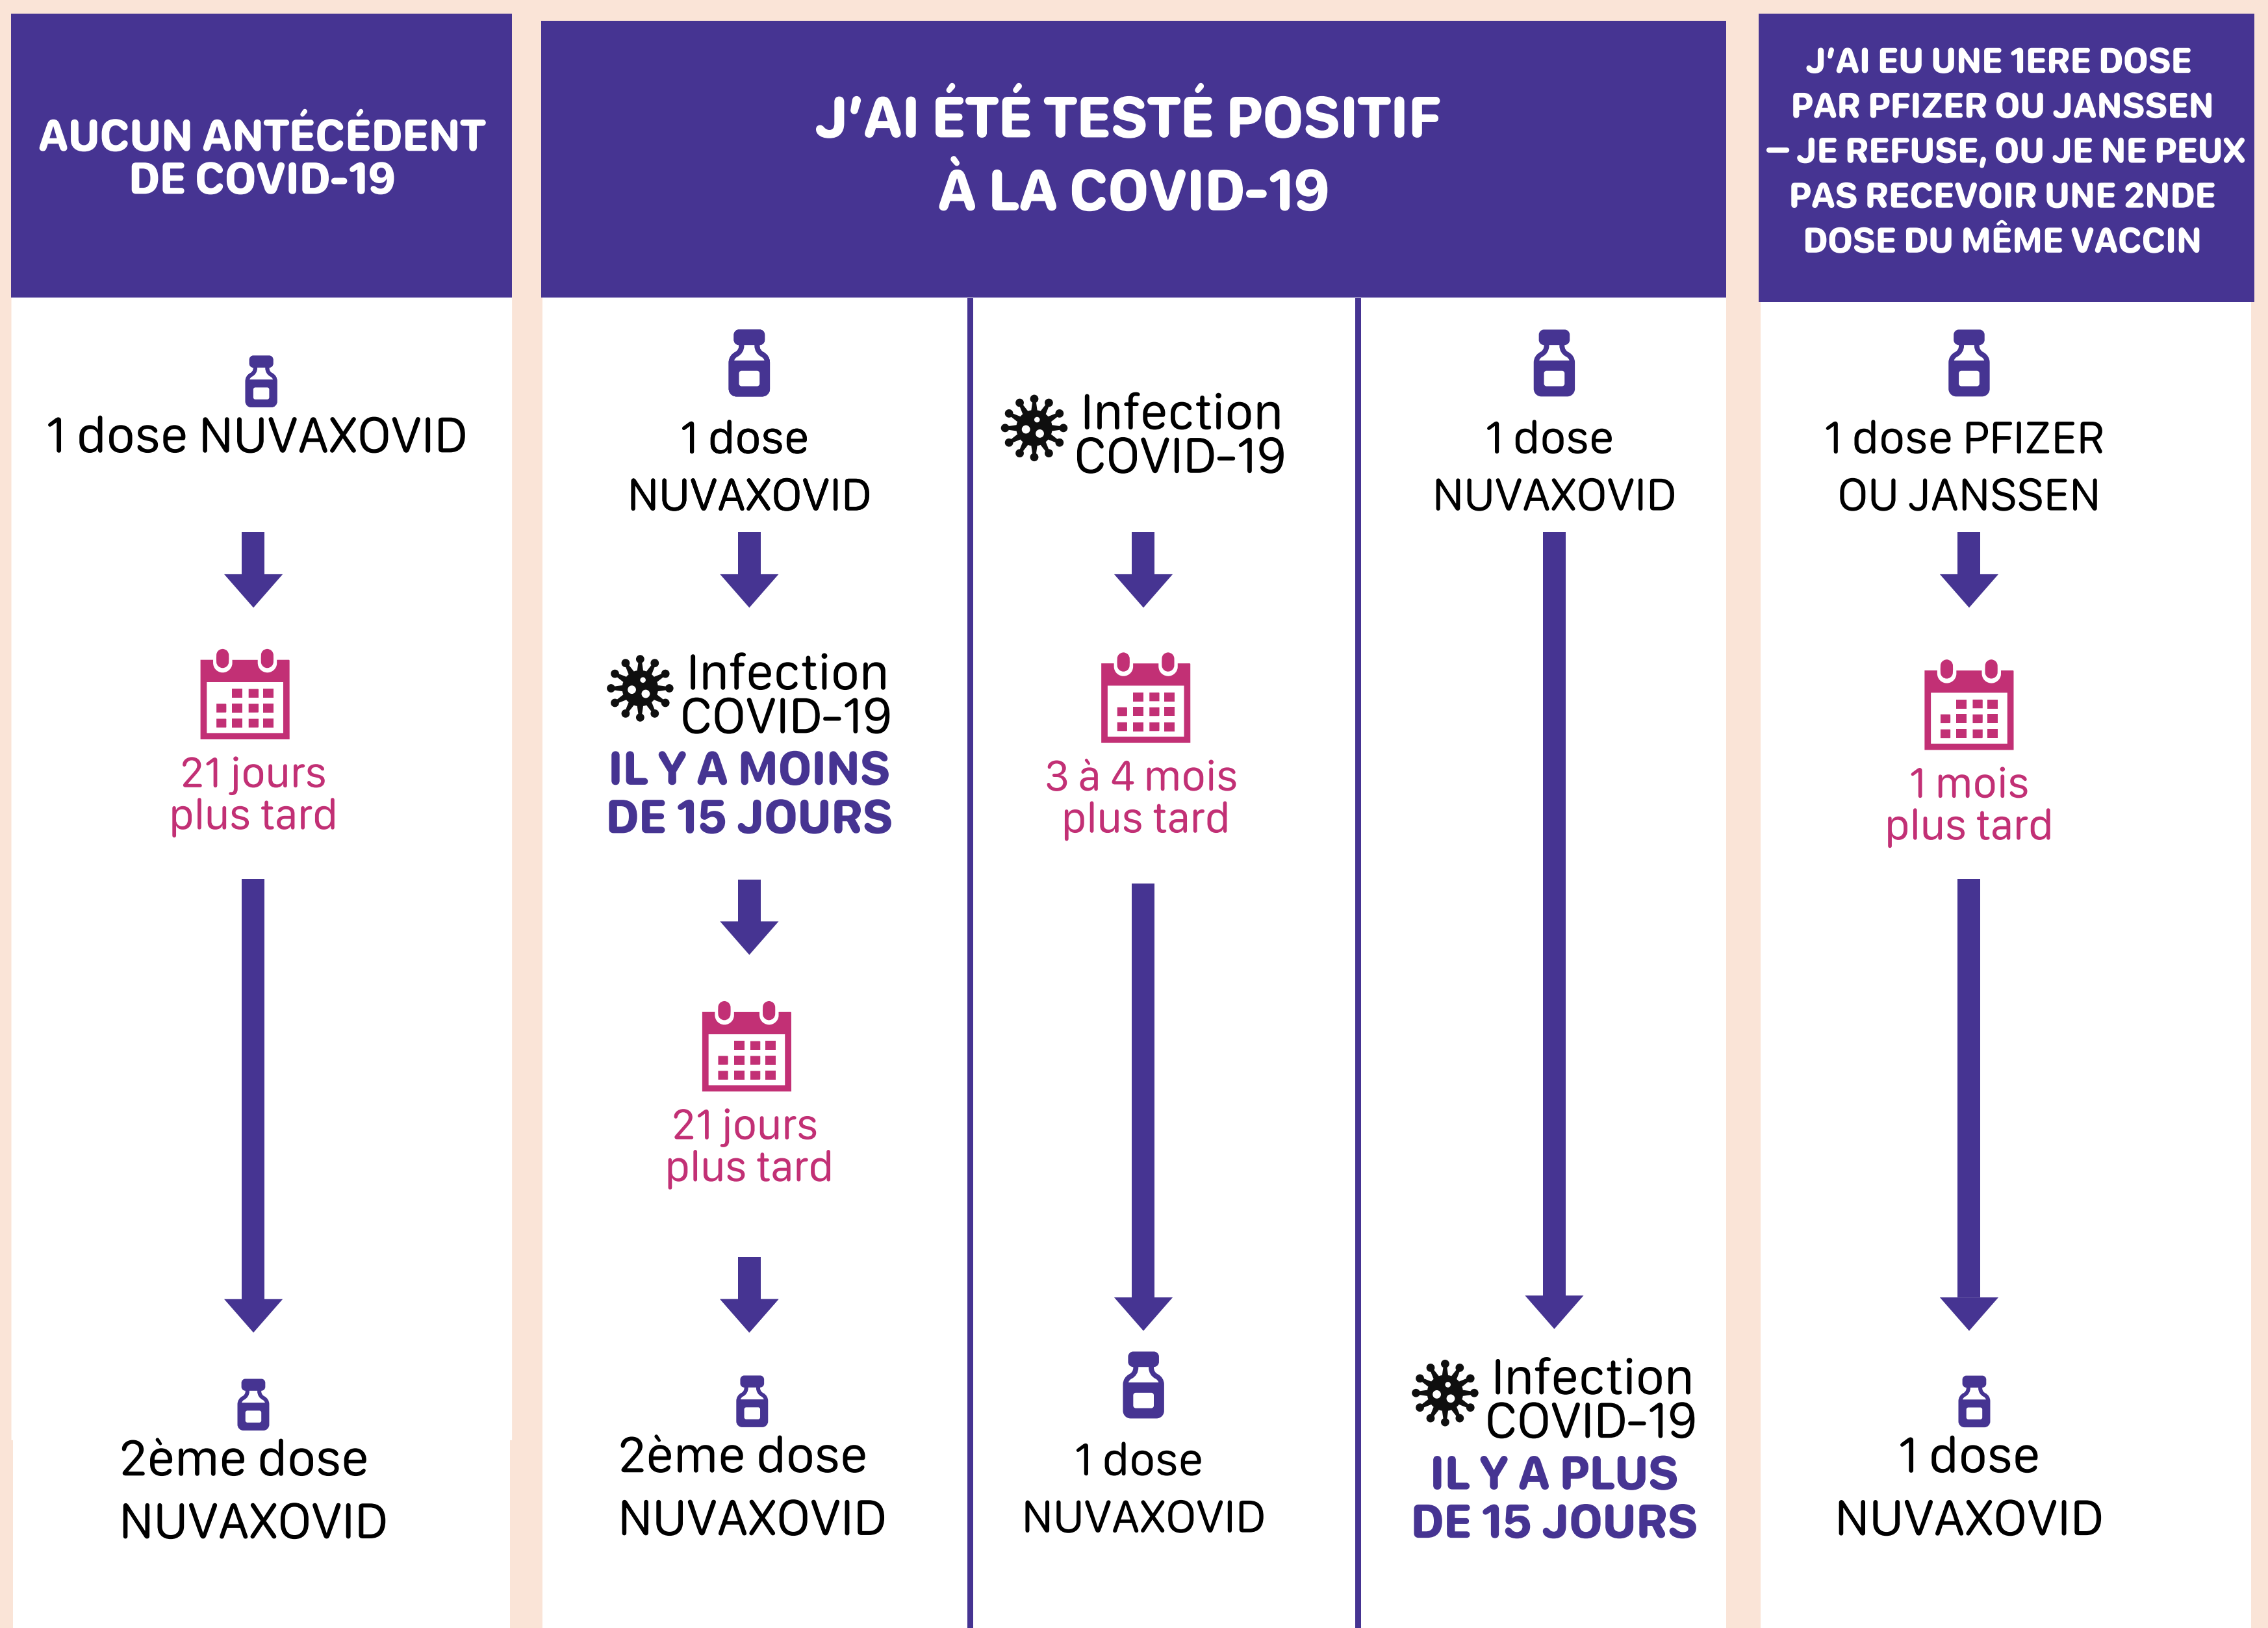 AUCUN ANTÉCÉDENT
DE COVID-19
1 dose NUVAXOVID
21 jours
plus tard
2ème dose
NUVAXOVID
J'AI ÉTÉ TESTÉ POSITIF
À LA COVID-19
1 dose
NUVAXOVID
Infection
COVID-19
IL Y A MOINS
DE 15 JOURS
21 jours
plus tard
2ème dose
NUVAXOVID
Infection
COVID-19
3 à 4 mois
plus tard
1 dose
NUVAXOVID
1 dose
NUVAXOVID
Infection
COVID-19
IL Y A PLUS
DE 15 JOURS
J'AI EU UNE 1ERE DOSE
PAR PFIZER OU JANSSEN
– JE REFUSE, OU JE NE PEUX
PAS RECEVOIR UNE 2NDE
DOSE DU MÊME VACCIN
1 dose PFIZER
OU JANSSEN
1 mois
plus tard
1 dose
NUVAXOVID